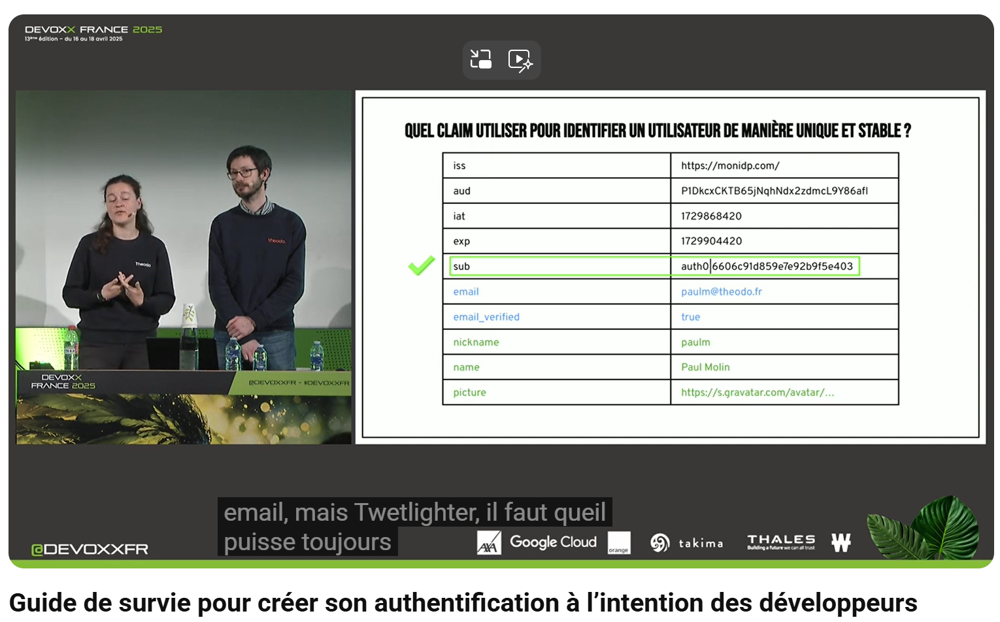 DEVOXX FRANCE 2025
13ème édition – du 16 au 18 avril 2025
theodo.
Theodo
DEVOXX
FRANCE 2025
@DEVOXXFR - #DEVOXXFR
QUEL CLAIM UTILISER POUR IDENTIFIER UN UTILISATEUR DE MANIÈRE UNIQUE ET STABLE ?
iss https://monidp.com/
aud P1DkcxCKTB65jNqhNdx2zdmcL9Y86afl
iat 1729868420
exp 1729904420
sub auth0|6606c91d859e7e92b9f5e403
email paulm@theodo.fr
email_verified true
nickname paulm
name Paul Molin
picture https://s.gravatar.com/avatar/...
email, mais Twetlighter, il faut queil
puisse toujours
@DEVOXXFR
AXA
Google Cloud
orange
takima
THALES
Building a future we can all trust
W
Guide de survie pour créer son authentification à l’intention des développeurs